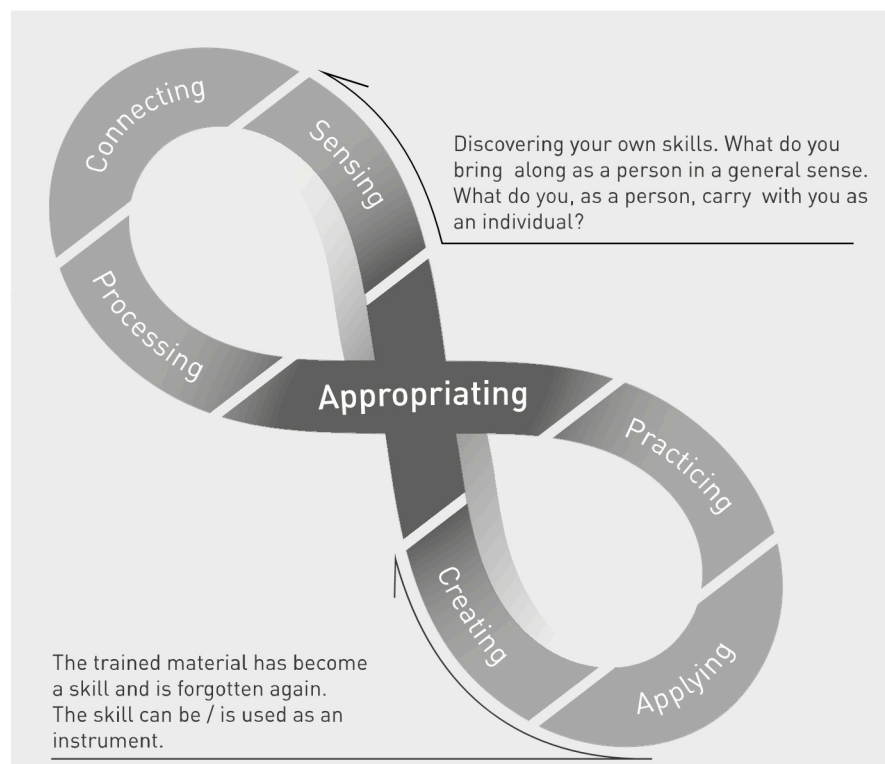 Connecting
Sensing
Discovering your own skills. What do you
bring along as a person in a general sense.
What do you, as a person, carry with you as
an individual?
Processing
Appropriating
Practicing
Creating
Applying
The trained material has become
a skill and is forgotten again.
The skill can be / is used as an
instrument.